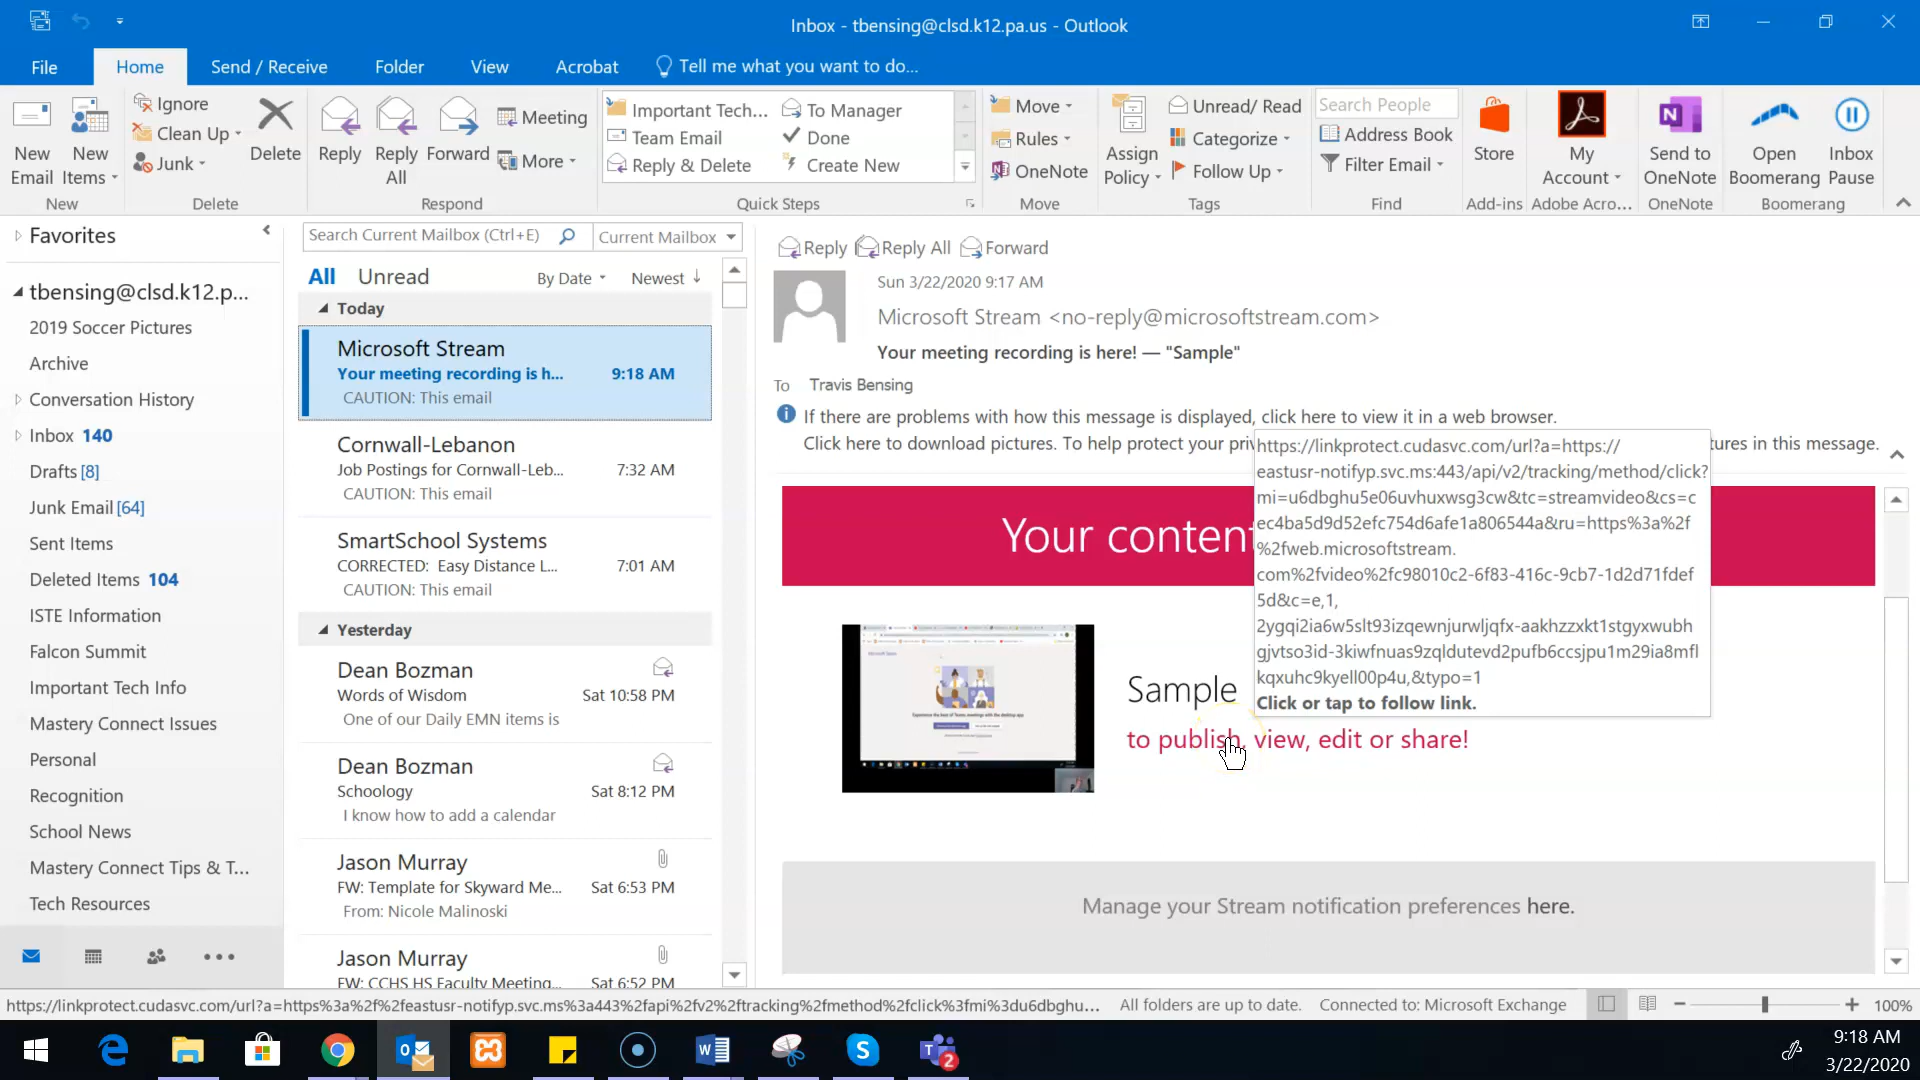 Inbox - tbensing@clsd.k12.pa.us - Outlook
File
Home
Send / Receive
Folder
View
Acrobat
Tell me what you want to do...
New Email
New Items
New
Ignore
Clean Up
Junk
Delete
Delete
Reply
Reply All
Forward
Meeting
More
Respond
Important Tech...
Team Email
Reply & Delete
To Manager
Done
Create New
Quick Steps
Move
Rules
OneNote
Move
Assign Policy
Unread/ Read
Categorize
Follow Up
Tags
Search People
Address Book
Filter Email
Find
Store
Add-ins
My Account
Adobe Acro...
Send to OneNote
OneNote
Open Boomerang
Inbox Pause
Boomerang
Favorites
tbensing@clsd.k12.p...
2019 Soccer Pictures
Archive
Conversation History
Inbox 140
Drafts [8]
Junk Email [64]
Sent Items
Deleted Items 104
ISTE Information
Falcon Summit
Important Tech Info
Mastery Connect Issues
Personal
Recognition
School News
Mastery Connect Tips & T...
Tech Resources
Search Current Mailbox (Ctrl+E)
Current Mailbox
All
Unread
By Date
Newest
Today
Microsoft Stream
Your meeting recording is h... 9:18 AM
CAUTION: This email
Cornwall-Lebanon
Job Postings for Cornwall-Leb... 7:32 AM
CAUTION: This email
SmartSchool Systems
CORRECTED: Easy Distance L... 7:01 AM
CAUTION: This email
Yesterday
Dean Bozman
Words of Wisdom Sat 10:58 PM
One of our Daily EMN items is
Dean Bozman
Schoology Sat 8:12 PM
I know how to add a calendar
Jason Murray
FW: Template for Skyward Me... Sat 6:53 PM
From: Nicole Malinoski
Jason Murray
FW: CCHS HS Faculty Meeting... Sat 6:52 PM
Reply
Reply All
Forward
Sun 3/22/2020 9:17 AM
Microsoft Stream <no-reply@microsoftstream.com>
Your meeting recording is here! — "Sample"
To Travis Bensing
If there are problems with how this message is displayed, click here to view it in a web browser.
Click here to download pictures. To help protect your pri
tures in this message.
https://linkprotect.cudasvc.com/url?a=https://
eastusr-notifyp.svc.ms:443/api/v2/tracking/method/click?
mi=u6dbghu5e06uvhuxwsg3cw&tc=streamvideo&cs=c
ec4ba5d9d52efc754d6afe1a806544a&ru=https%3a%2f
%2fweb.microsoftstream.
com%2fvideo%2fc98010c2-6f83-416c-9cb7-1d2d71fdef
5d&c=e,1,
2ygqi2ia6w5slt93izqewnjurwljqfx-aakhzzxkt1stgyxwubh
gjvtso3id-3kiwfnuas9zqldutevd2pufb6ccsjpu1m29ia8mfl
kqxuhc9kyell00p4u,&typo=1
Click or tap to follow link.
Your content
Sample
to publish, view, edit or share!
Manage your Stream notification preferences here.
https://linkprotect.cudasvc.com/url?a=https%3a%2f%2feastusr-notifyp.svc.ms%3a443%2fapi%2fv2%2ftracking%2fmethod%2fclick%3fmi%3du6dbghu...
All folders are up to date.
Connected to: Microsoft Exchange
100%
9:18 AM
3/22/2020
2